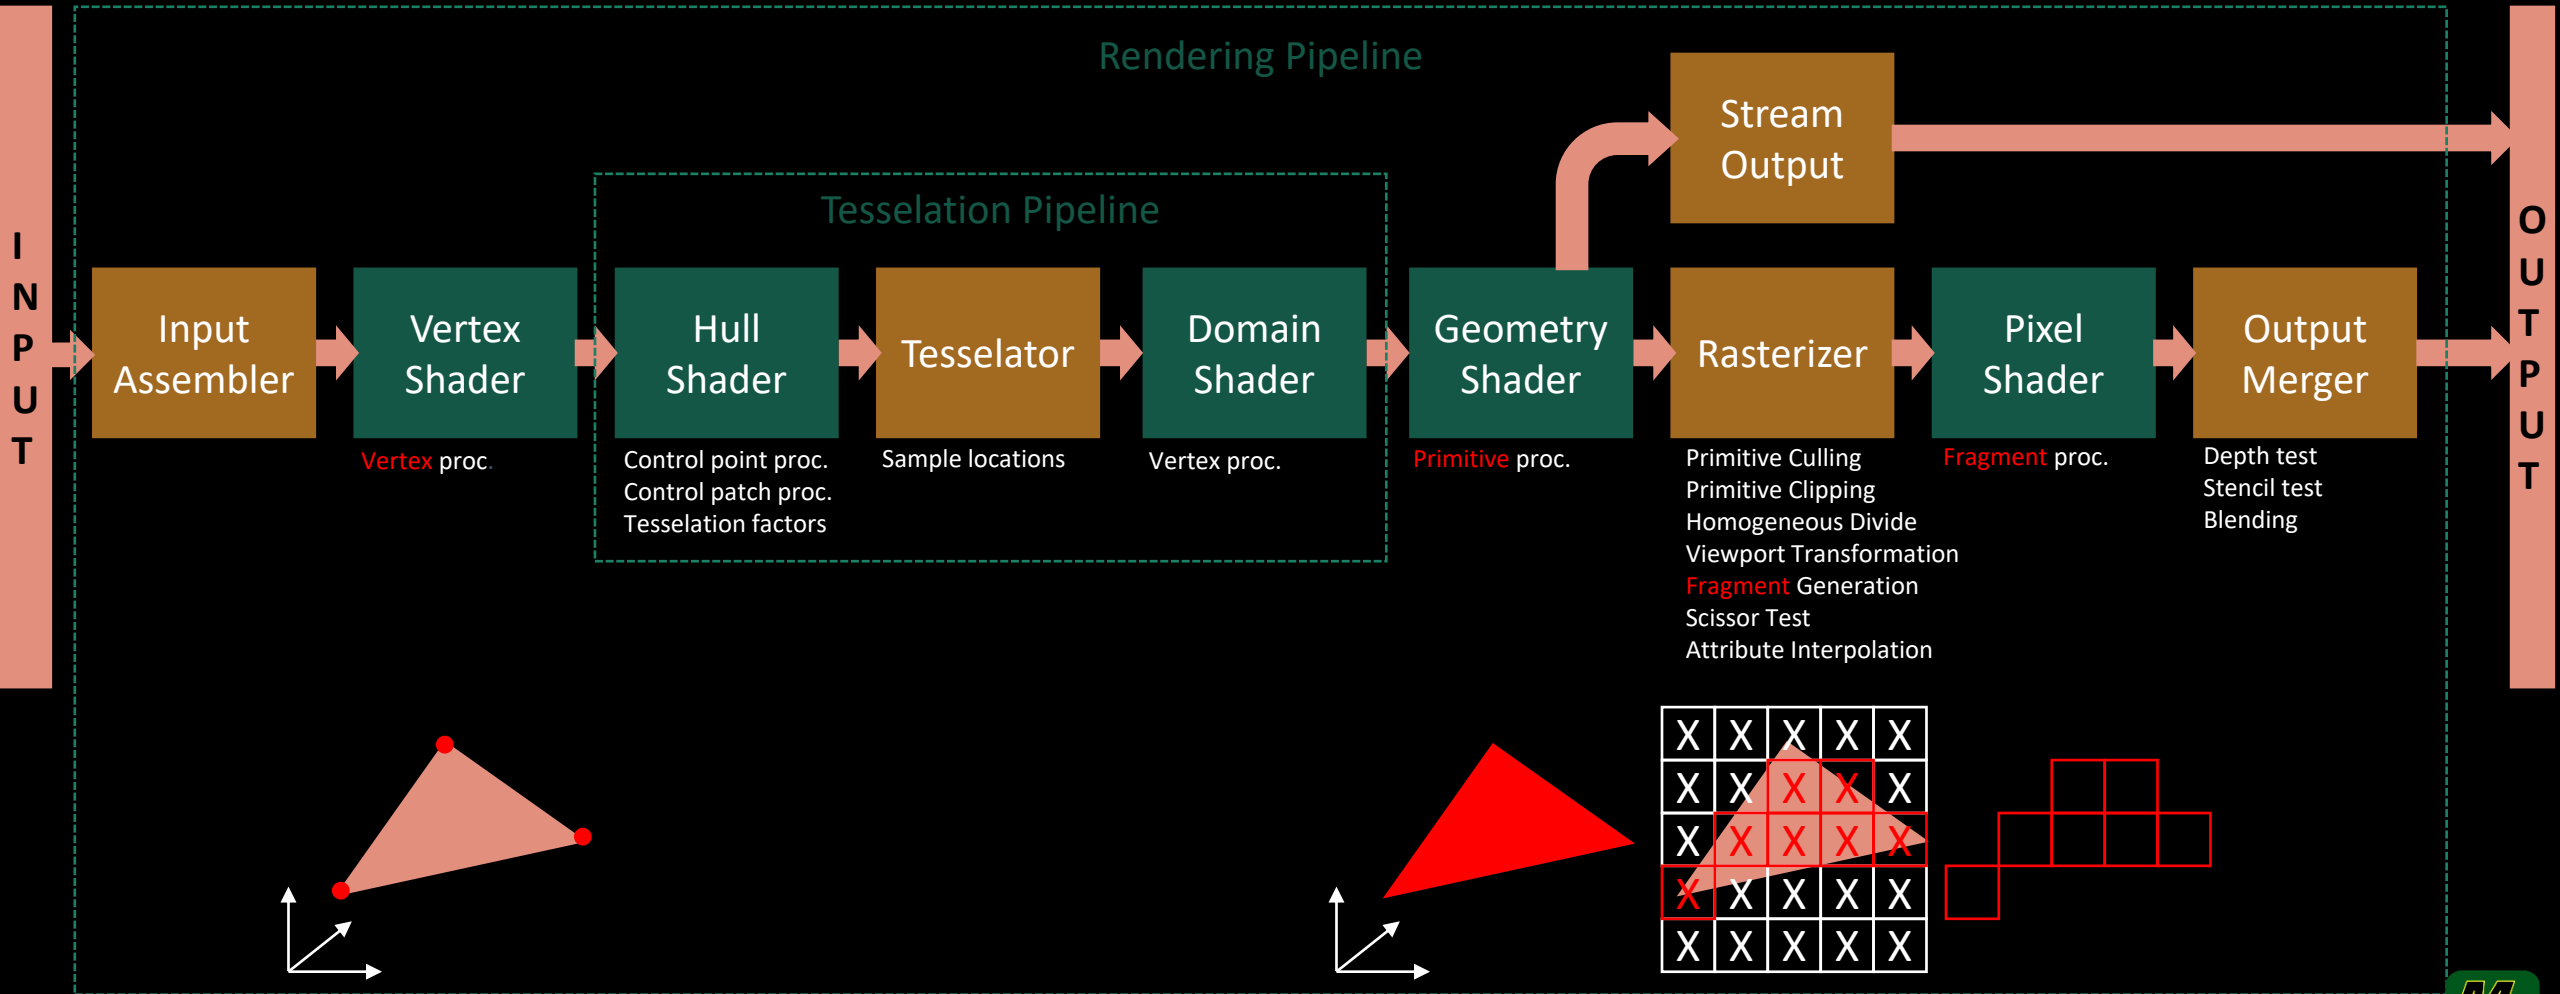 Rendering Pipeline
Stream
Output
Tesselation Pipeline
INPUT
Input
Assembler
Vertex
Shader
Hull
Shader
Tesselator
Domain
Shader
Geometry
Shader
Rasterizer
Pixel
Shader
Output
Merger
OUTPUT
Vertex proc.
Control point proc.
Control patch proc.
Tesselation factors
Sample locations
Vertex proc.
Primitive proc.
Primitive Culling
Primitive Clipping
Homogeneous Divide
Viewport Transformation
Fragment Generation
Scissor Test
Attribute Interpolation
Fragment proc.
Depth test
Stencil test
Blending
X X X X X
X X X X X
X X X X X
X X X X X
X X X X X